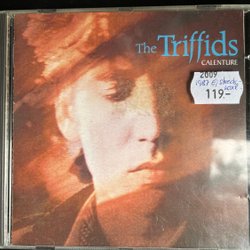 The Triffids
CALENTURE
2009
119-